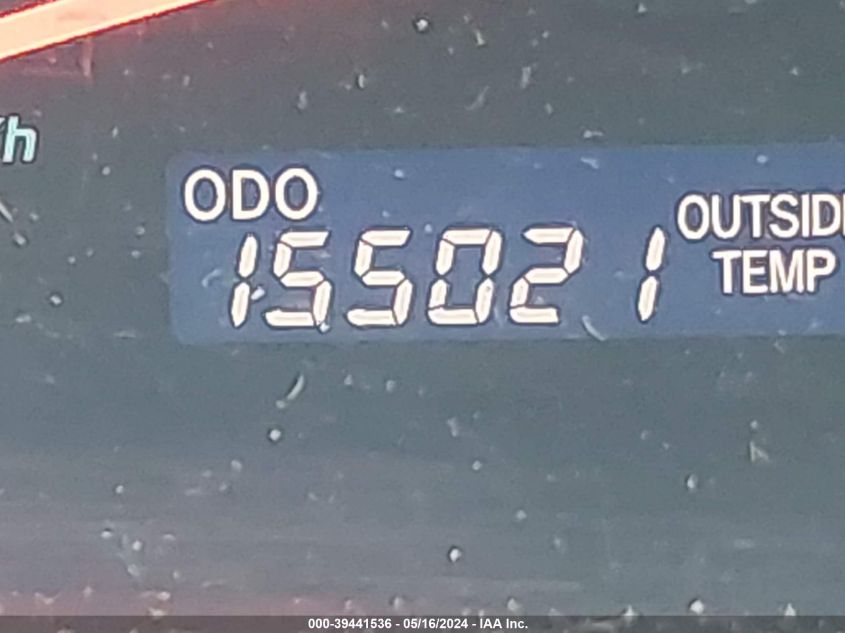 /h
ODO
155021
OUTSIDE
TEMP
000-39441536 - 05/16/2024 - IAA Inc.